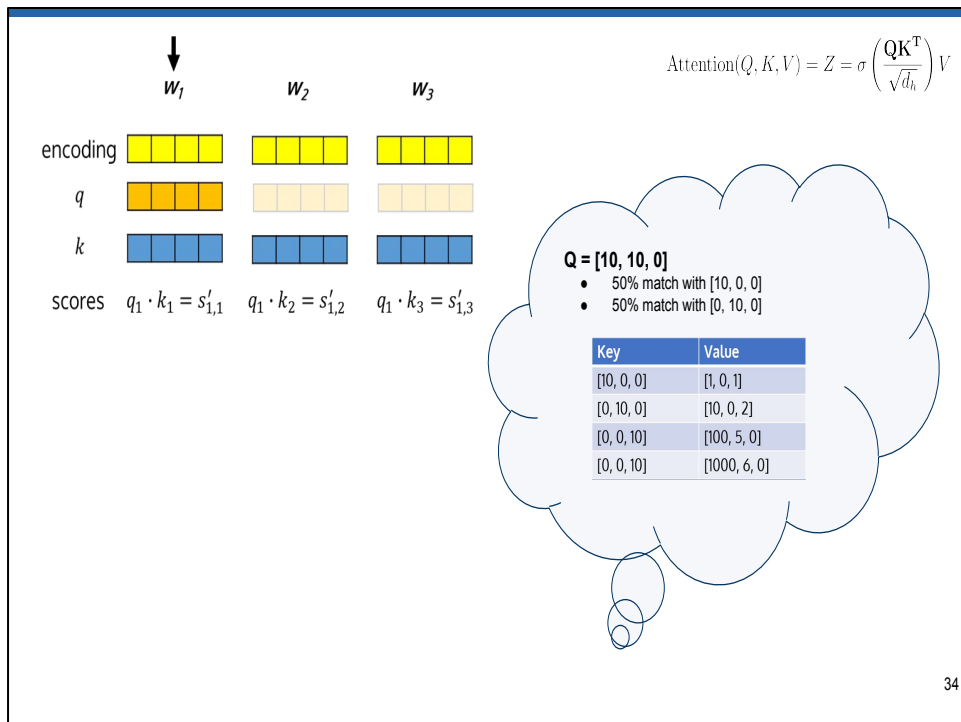 Attention(Q, K, V) = Z = σ(QKᵀ/√dₕ)V
w₁ w₂ w₃
encoding
q
k
scores q₁ · k₁ = s′₁,₁ q₁ · k₂ = s′₁,₂ q₁ · k₃ = s′₁,₃
Q = [10, 10, 0]
● 50% match with [10, 0, 0]
● 50% match with [0, 10, 0]
Key Value
[10, 0, 0] [1, 0, 1]
[0, 10, 0] [10, 0, 2]
[0, 0, 10] [100, 5, 0]
[0, 0, 10] [1000, 6, 0]
34